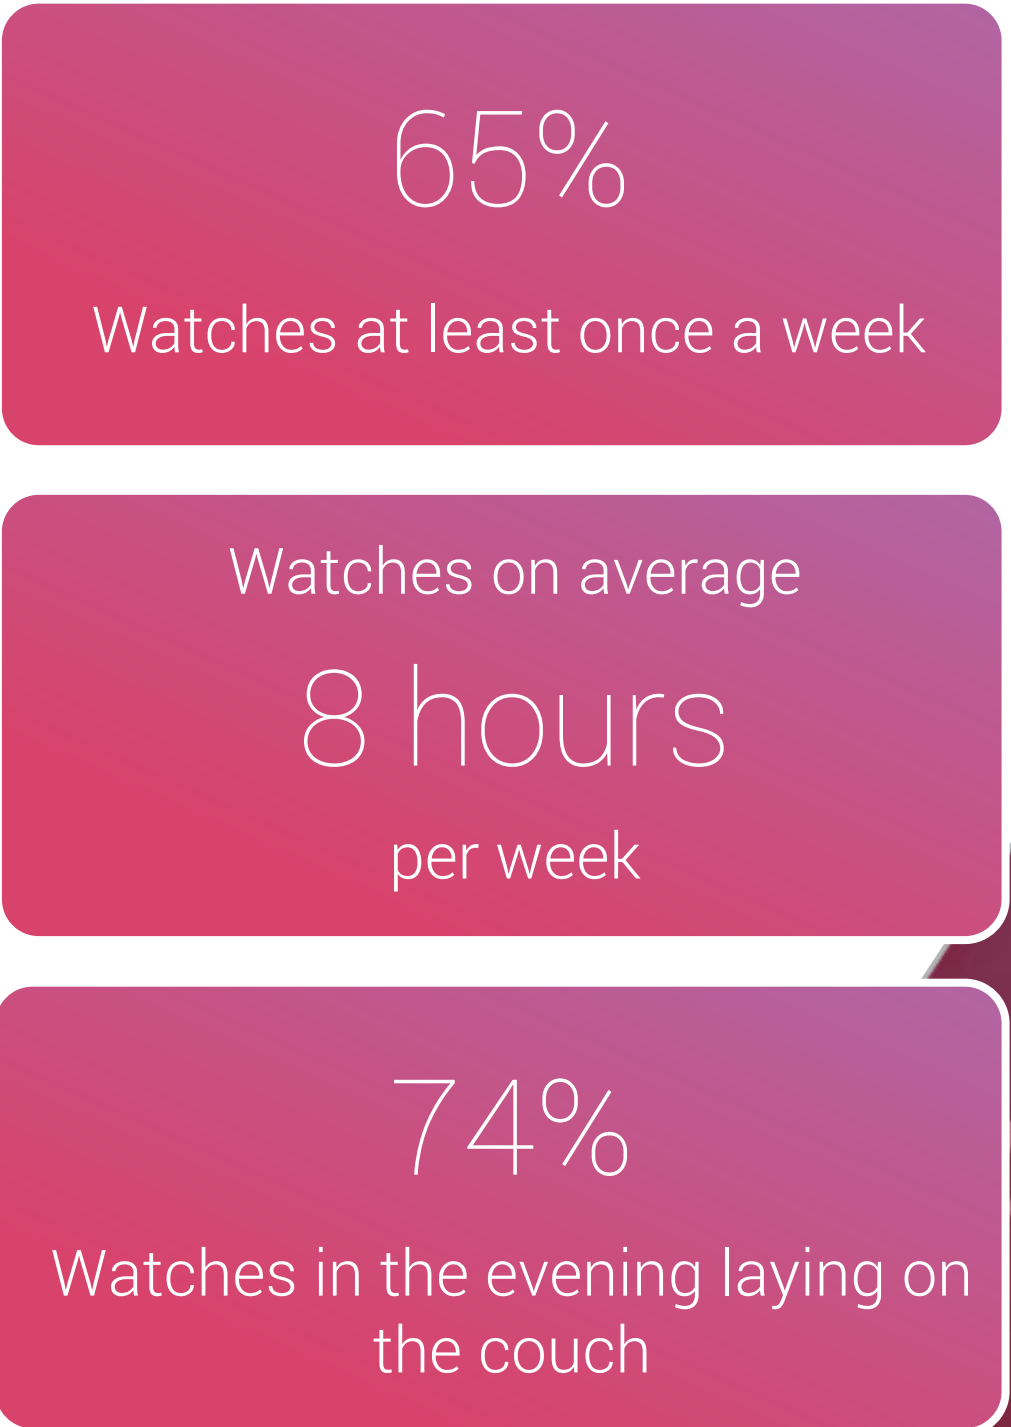 65%
Watches at least once a week
Watches on average
8 hours
per week
74%
Watches in the evening laying on
the couch